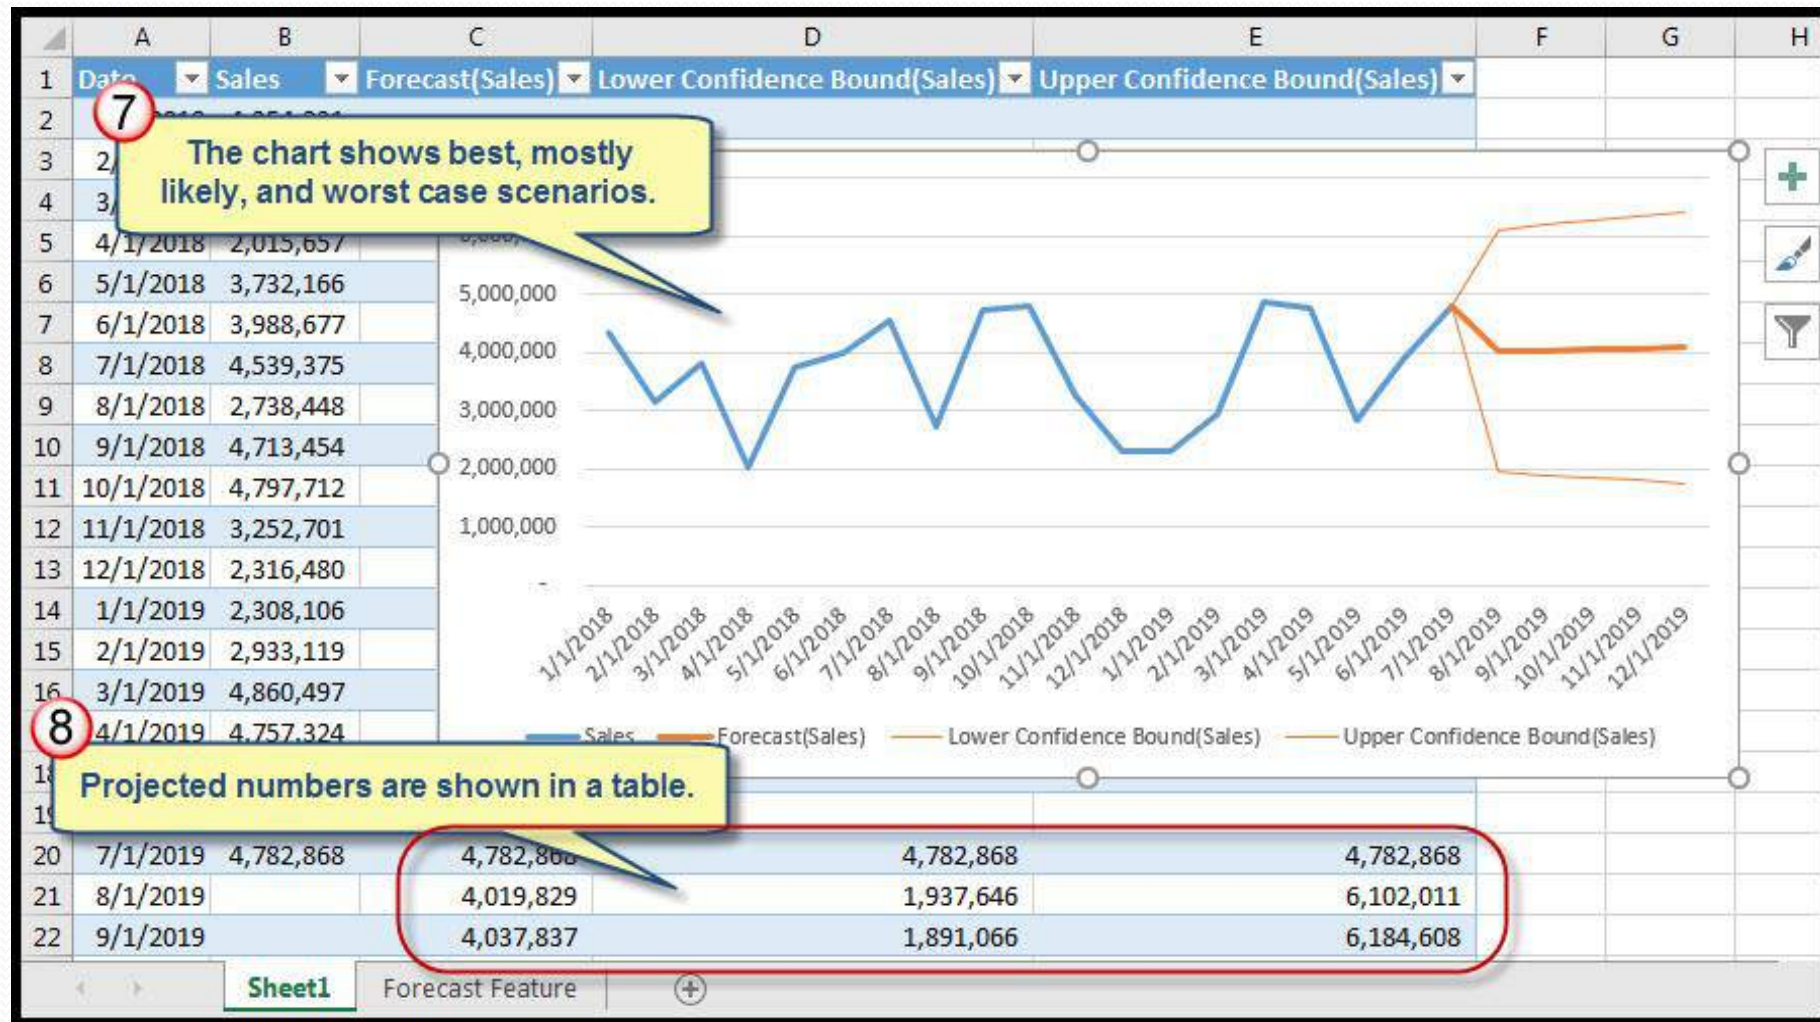 A B C D E F G H
1 Date Sales Forecast(Sales) Lower Confidence Bound(Sales) Upper Confidence Bound(Sales)
2
7
The chart shows best, mostly
likely, and worst case scenarios.
3 2/
4 3/
5 4/1/2018 2,015,657
6 5/1/2018 3,732,166
7 6/1/2018 3,988,677
8 7/1/2018 4,539,375
9 8/1/2018 2,738,448
10 9/1/2018 4,713,454
11 10/1/2018 4,797,712
12 11/1/2018 3,252,701
13 12/1/2018 2,316,480
14 1/1/2019 2,308,106
15 2/1/2019 2,933,119
16 3/1/2019 4,860,497
4/1/2019 4,757,324
5,000,000
4,000,000
3,000,000
2,000,000
1,000,000
-
1/1/2018 2/1/2018 3/1/2018 4/1/2018 5/1/2018 6/1/2018 7/1/2018 8/1/2018 9/1/2018 10/1/2018 11/1/2018 12/1/2018 1/1/2019 2/1/2019 3/1/2019 4/1/2019 5/1/2019 6/1/2019 7/1/2019 8/1/2019 9/1/2019 10/1/2019 11/1/2019 12/1/2019
Sales Forecast(Sales) Lower Confidence Bound(Sales) Upper Confidence Bound(Sales)
8
Projected numbers are shown in a table.
20 7/1/2019 4,782,868 4,782,868 4,782,868 4,782,868
21 8/1/2019 4,019,829 1,937,646 6,102,011
22 9/1/2019 4,037,837 1,891,066 6,184,608
Sheet1 Forecast Feature